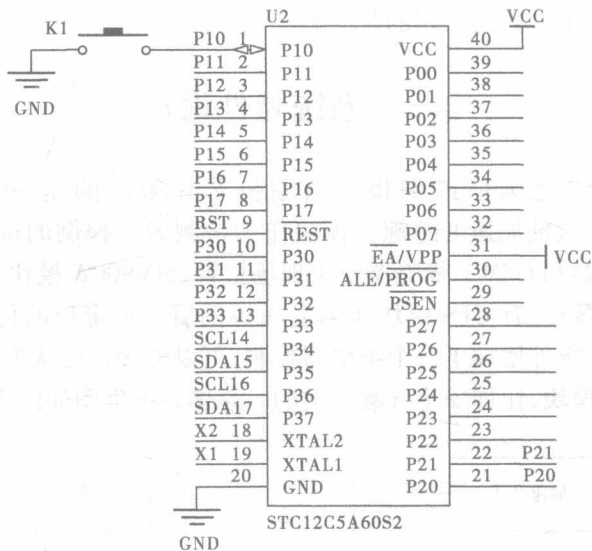 U2
VCC
K1
GND
P10 1 P10 VCC 40
P11 2 P11 P00 39
P12 3 P12 P01 38
P13 4 P13 P02 37
P14 5 P14 P03 36
P15 6 P15 P04 35
P16 7 P16 P05 34
P17 8 P17 P06 33
RST 9 REST P07 32
P30 10 P30 EA/VPP 31 VCC
P31 11 P31 ALE/PROG 30
P32 12 P32 PSEN 29
P33 13 P33 P27 28
SCL14 P34 P26 27
SDA15 P35 P25 26
SCL16 P36 P24 25
SDA17 P37 P23 24
X2 18 XTAL2 P22 23
X1 19 XTAL1 P21 22 P21
20 GND P20 21 P20
STC12C5A60S2
GND